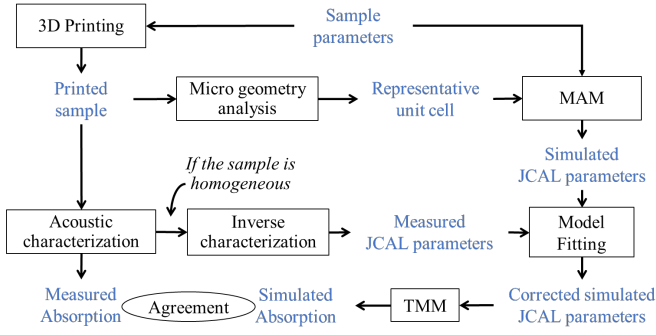 3D Printing
Sample
parameters
Printed
sample
Micro geometry
analysis
Representative
unit cell
MAM
Simulated
JCAL parameters
If the sample is
homogeneous
Acoustic
characterization
Inverse
characterization
Measured
JCAL parameters
Model
Fitting
Measured
Absorption
Agreement
Simulated
Absorption
TMM
Corrected simulated
JCAL parameters